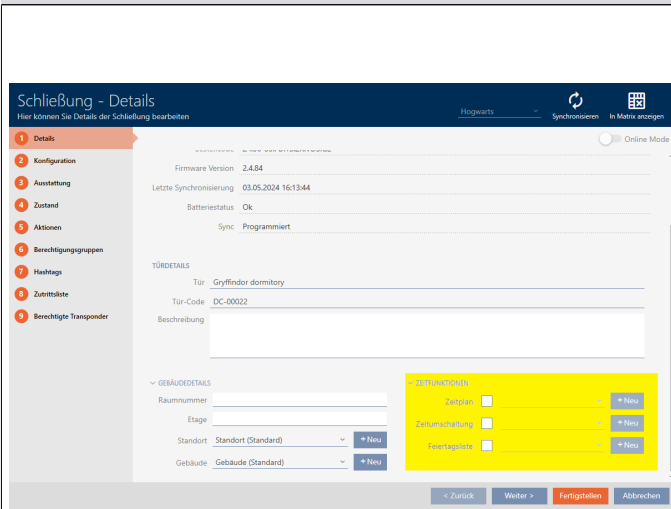 Schließung - Details
Hier können Sie Details der Schließung bearbeiten
Hogwarts
Synchronisieren
In Matrix anzeigen
1 Details
2 Konfiguration
3 Ausstattung
4 Zustand
5 Aktionen
6 Berechtigungsgruppen
7 Hashtags
8 Zutrittsliste
9 Berechtigte Transponder
Online Mode
Firmware Version 2.4.84
Letzte Synchronisierung 03.05.2024 16:13:44
Batteriestatus Ok
Sync Programmiert
TÜRDETAILS
Tür Gryffindor dormitory
Tür-Code DC-00022
Beschreibung
GEBÄUDEDETAILS
Raumnummer
Etage
Standort Standort (Standard) + Neu
Gebäude Gebäude (Standard) + Neu
ZEITFUNKTIONEN
Zeitplan + Neu
Zeitumschaltung + Neu
Feiertagsliste + Neu
< Zurück
Weiter >
Fertigstellen
Abbrechen